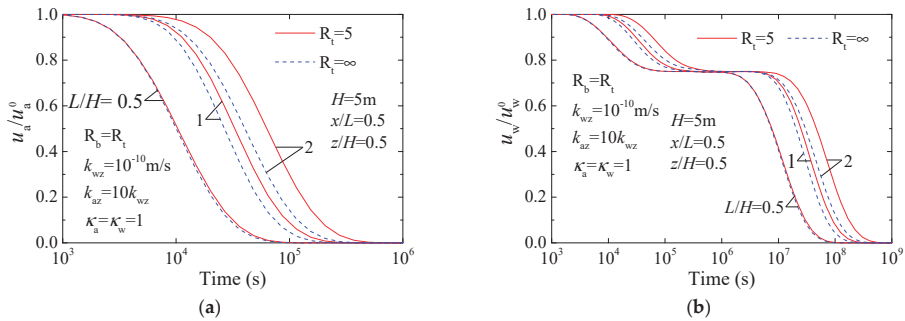 1.0
0.8
0.6
0.4
0.2
0.0
u_a/u_a^0
R_t=5
R_t=∞
L/H= 0.5
1
2
H=5m
x/L=0.5
z/H=0.5
R_b=R_t
k_wz=10^-10 m/s
k_az=10k_wz
κ_a=κ_w=1
10^3 10^4 10^5 10^6
Time (s)
(a)
1.0
0.8
0.6
0.4
0.2
0.0
u_w/u_w^0
R_t=5 R_t=∞
R_b=R_t
k_wz=10^-10 m/s
k_az=10k_wz
κ_a=κ_w=1
H=5m
x/L=0.5
z/H=0.5
1
2
L/H=0.5
10^3 10^4 10^5 10^6 10^7 10^8 10^9
Time (s)
(b)